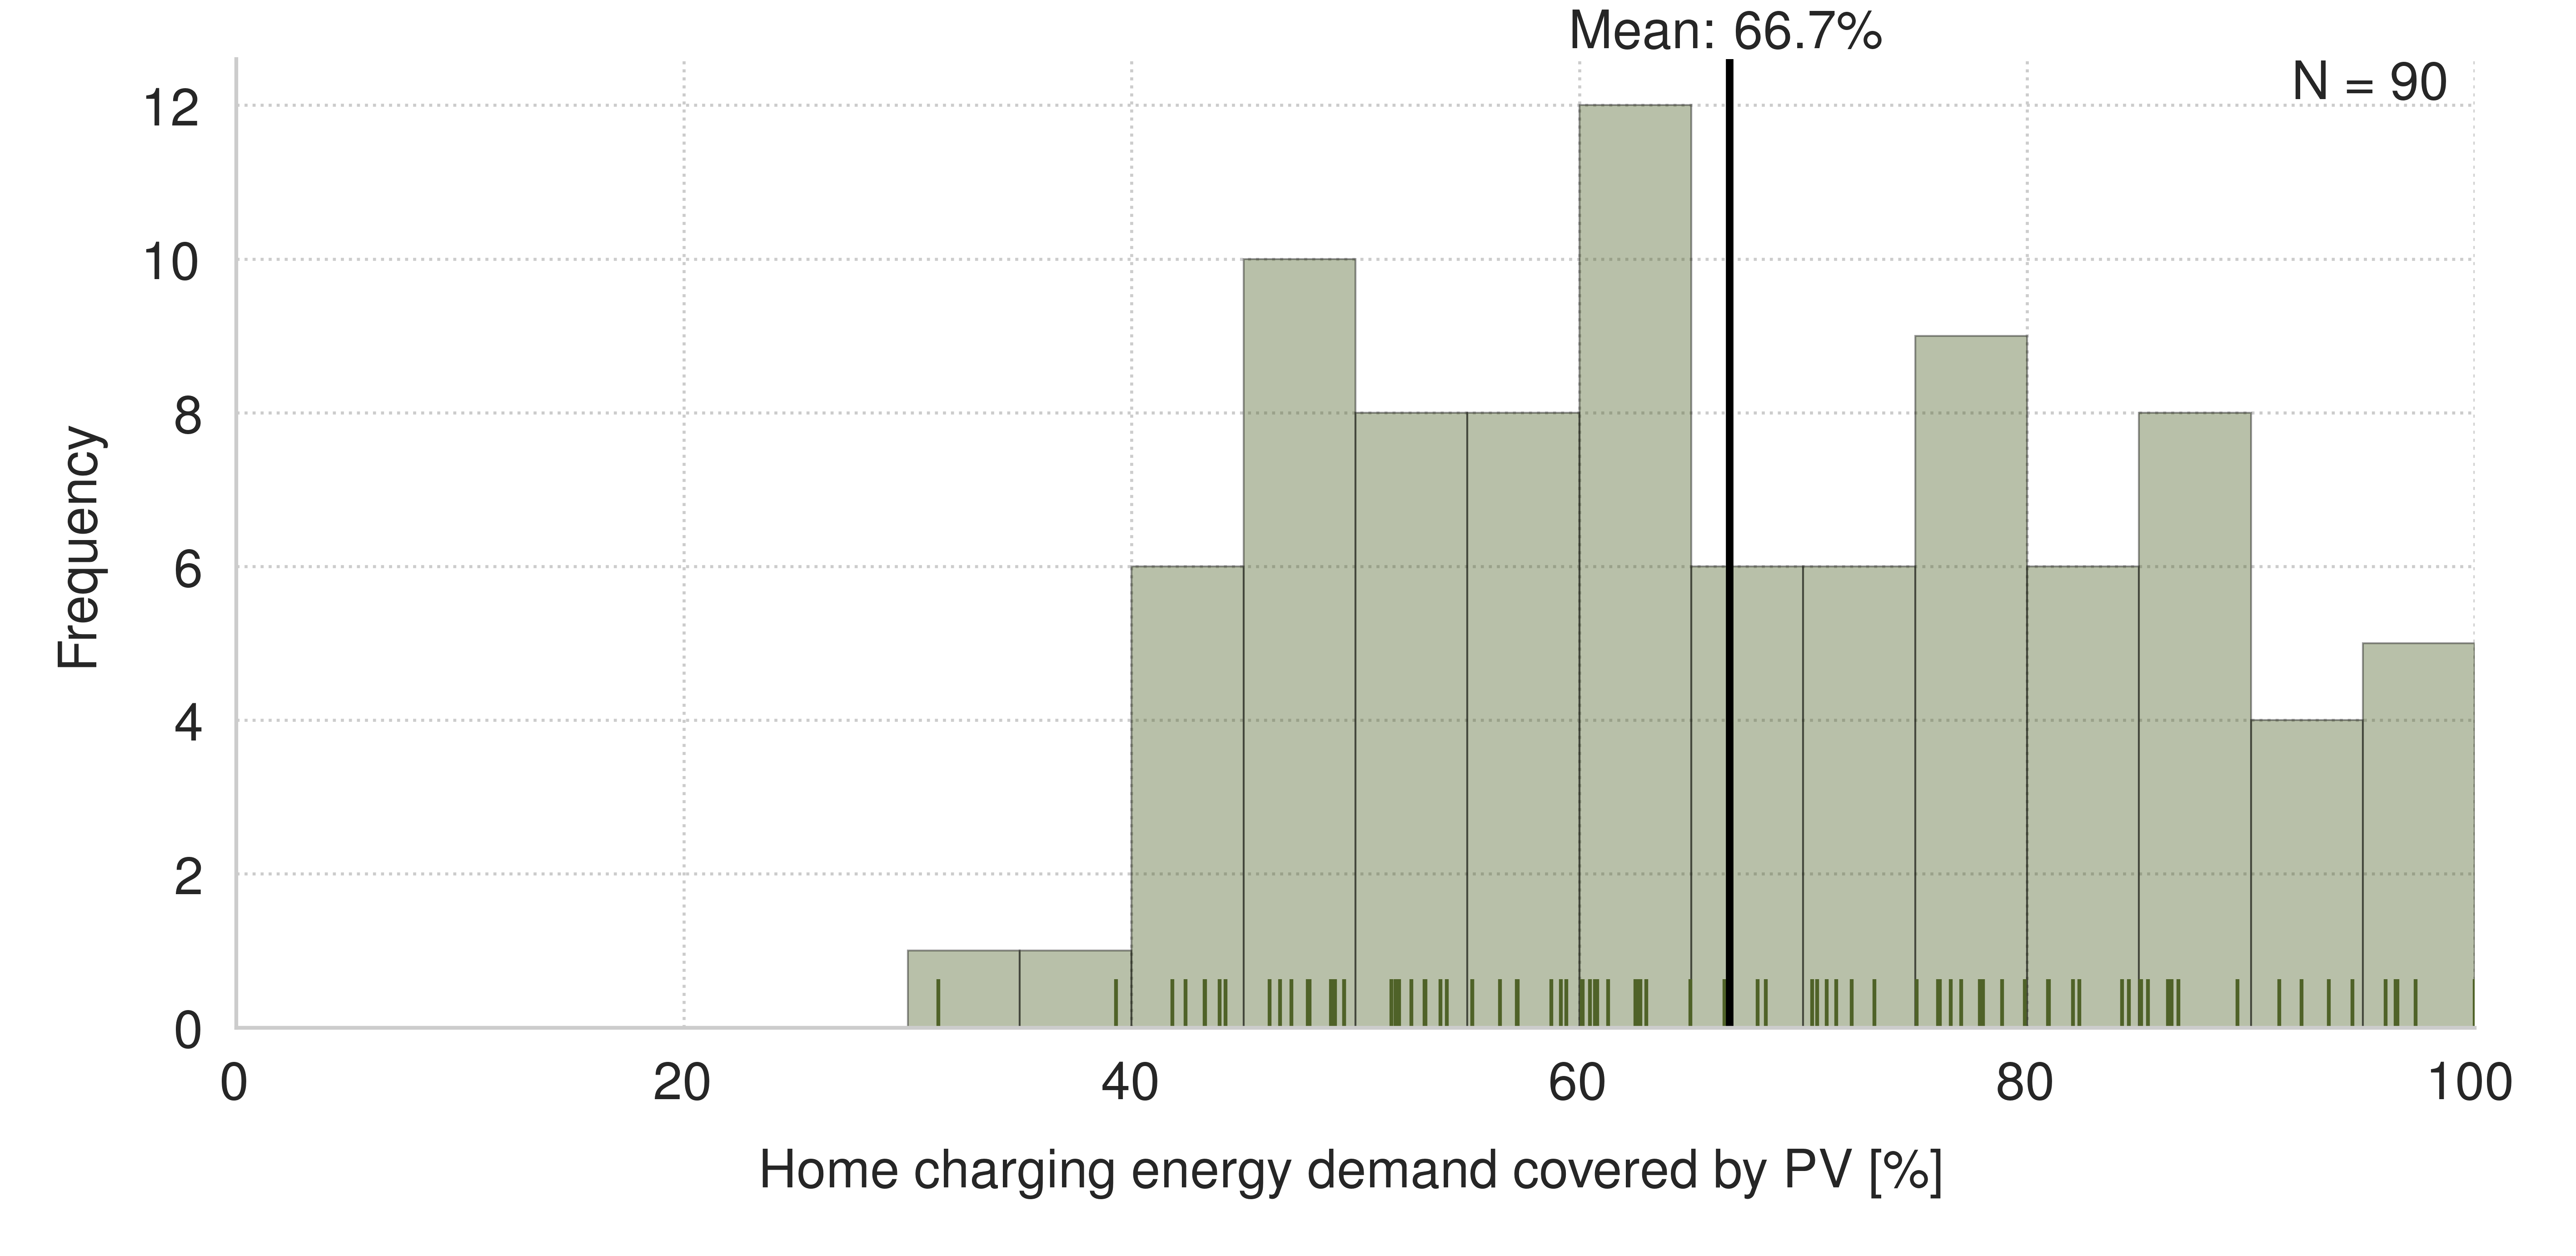 Mean: 66.7%
N = 90
12
10
8
6
4
2
0
Frequency
0 20 40 60 80 100
Home charging energy demand covered by PV [%]